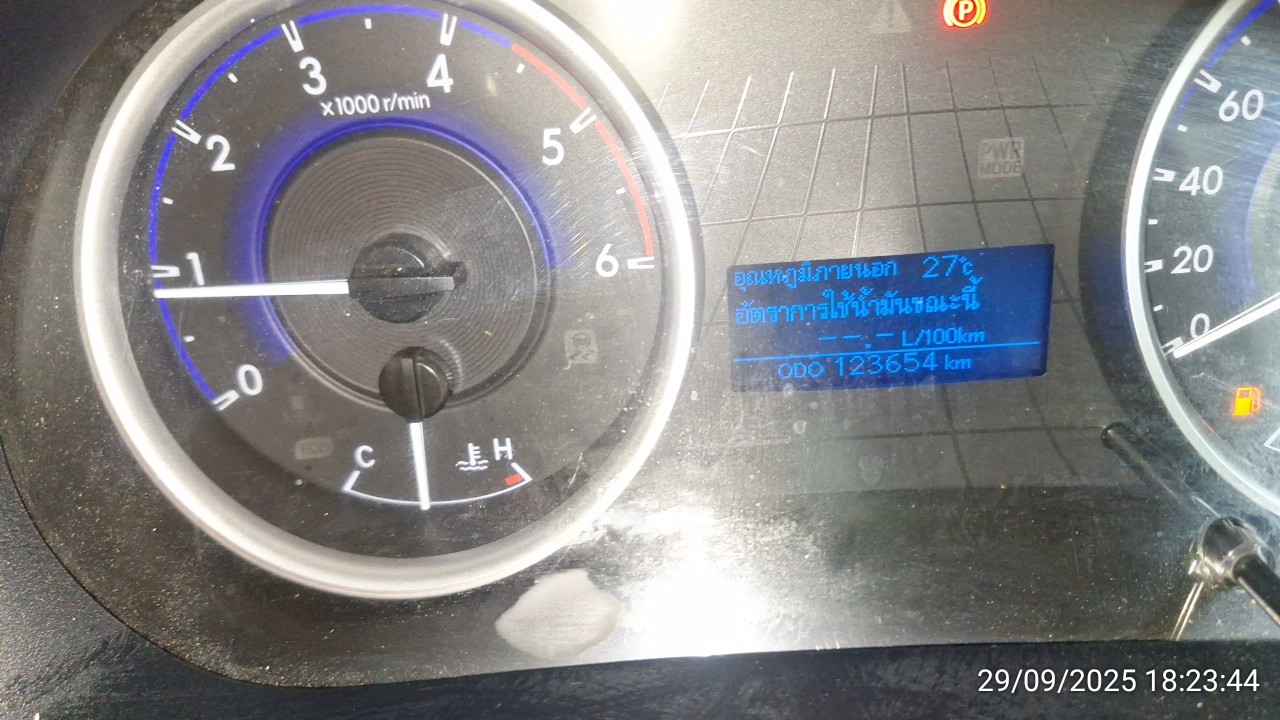 3
4
x1000 r/min
2
5
1
6
0
C
H
eco
P
PWR
MODE
60
40
20
0
อุณหภูมิภายนอก 27°c
อัตราการใช้น้ำมันขณะนี้
--.- L/100km
ODO 123654 km
29/09/2025 18:23:44